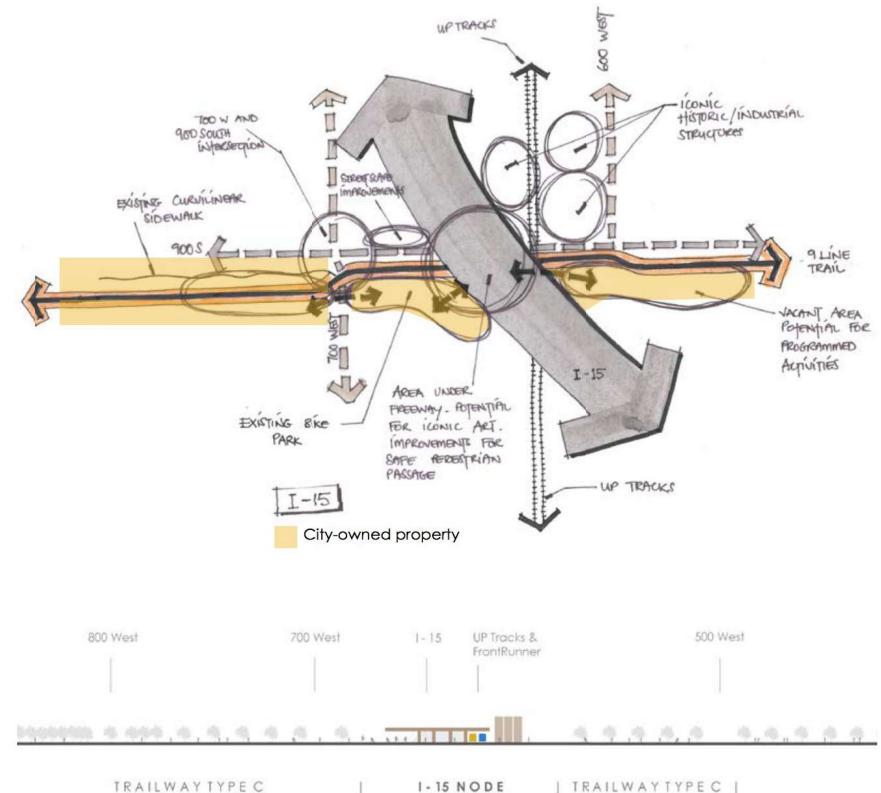 UP TRACKS
600 WEST
ICONIC
HISTORIC/INDUSTRIAL
STRUCTURES
700 W AND
900 SOUTH
INTERSECTION
STREETSCAPE
IMPROVEMENTS
EXISTING CURVILINEAR
SIDEWALK
900 S
9 LINE
TRAIL
700 WEST
I-15
VACANT AREA
POTENTIAL FOR
PROGRAMMED
ACTIVITIES
EXISTING BIKE
PARK
AREA UNDER
FREEWAY - POTENTIAL
FOR ICONIC ART.
IMPROVEMENTS FOR
SAFE PEDESTRIAN
PASSAGE
UP TRACKS
I-15
City-owned property
800 West
700 West
I - 15
UP Tracks &
FrontRunner
500 West
TRAILWAY TYPE C | I - 15 NODE | TRAILWAY TYPE C |